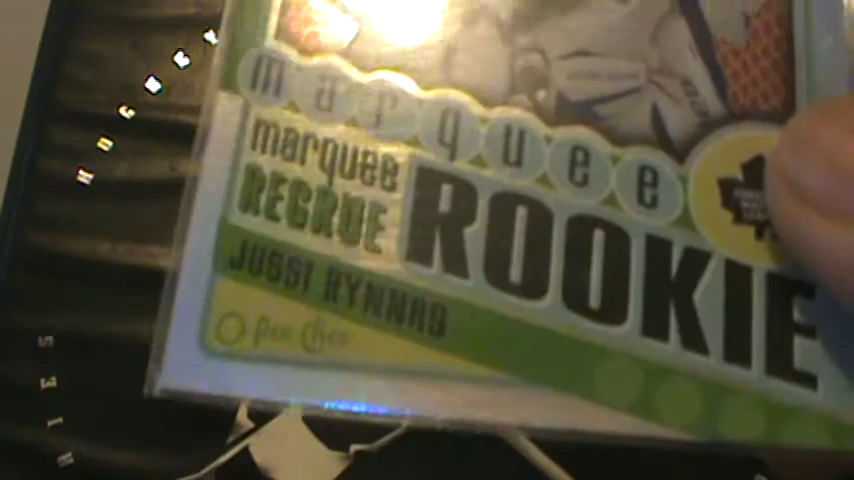 marquee
marquee
RECRUE
ROOKIE
JUSSI RYNNAS
O-Pee-Chee